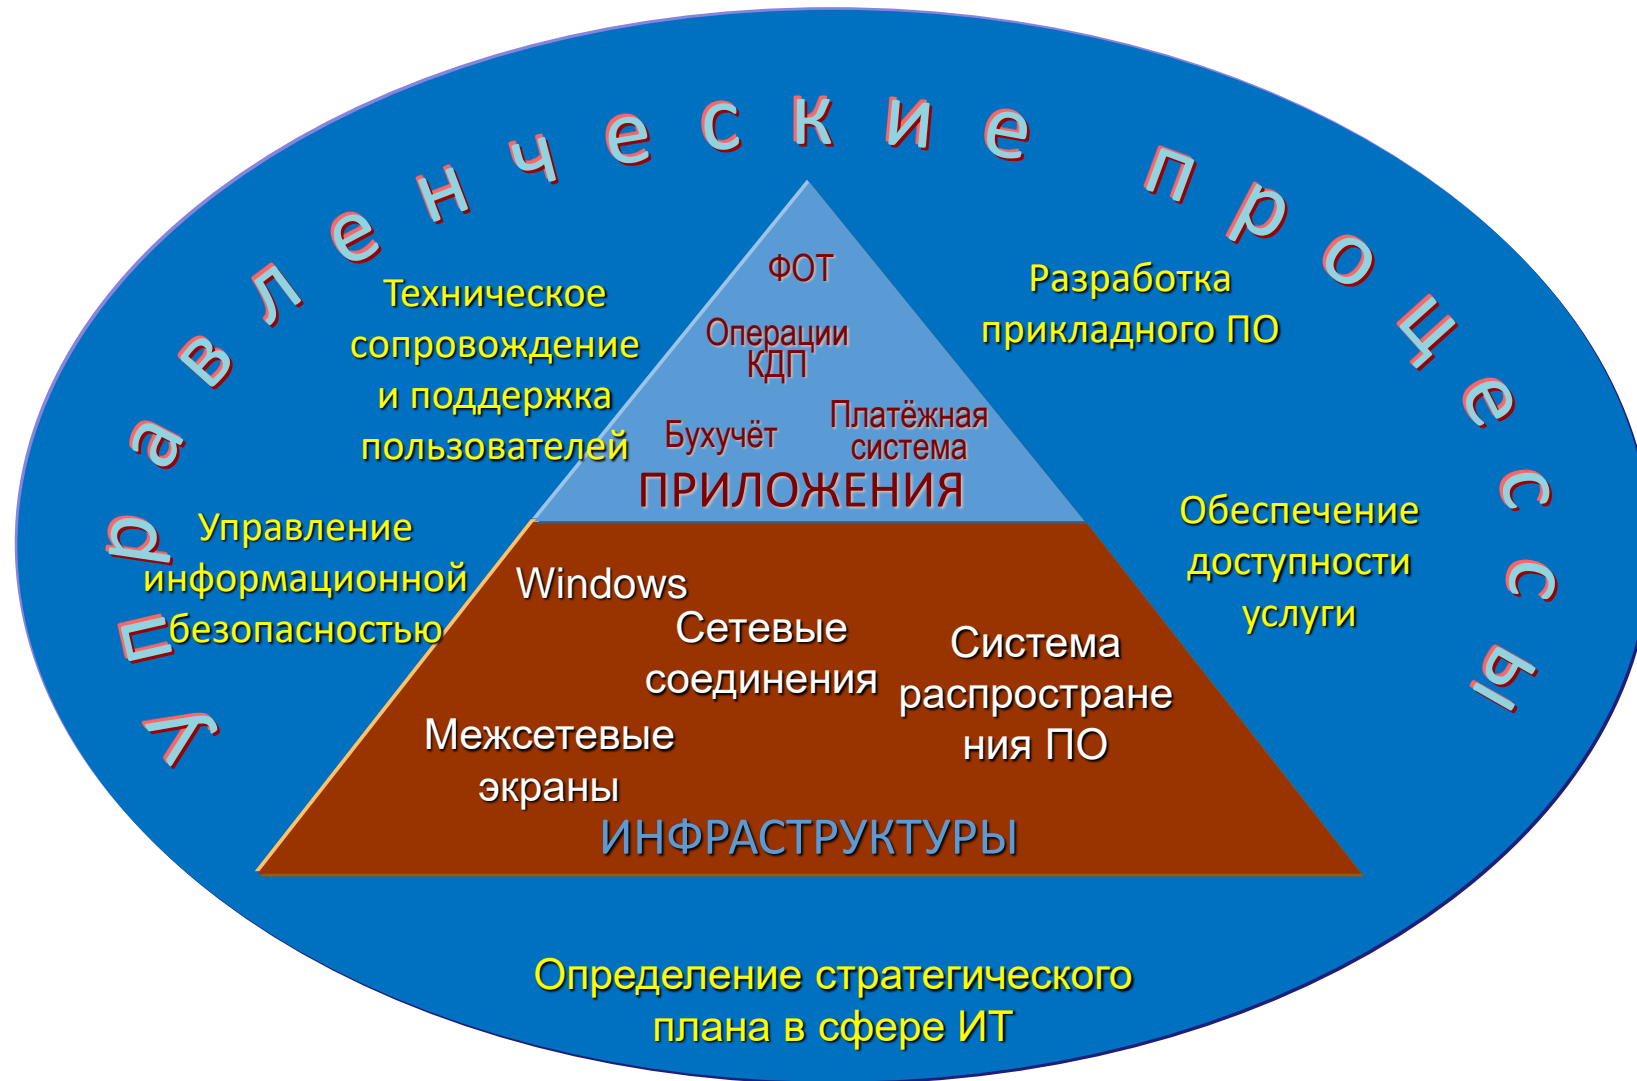 Управленческие процессы
ФОТ
Операции
КДП
Бухучёт
Платёжная
система
ПРИЛОЖЕНИЯ
Техническое
сопровождение
и поддержка
пользователей
Разработка
прикладного ПО
Управление
информационной
безопасностью
Обеспечение
доступности
услуги
Windows
Сетевые
соединения
Система
распростране
ния ПО
Межсетевые
экраны
ИНФРАСТРУКТУРЫ
Определение стратегического
плана в сфере ИТ